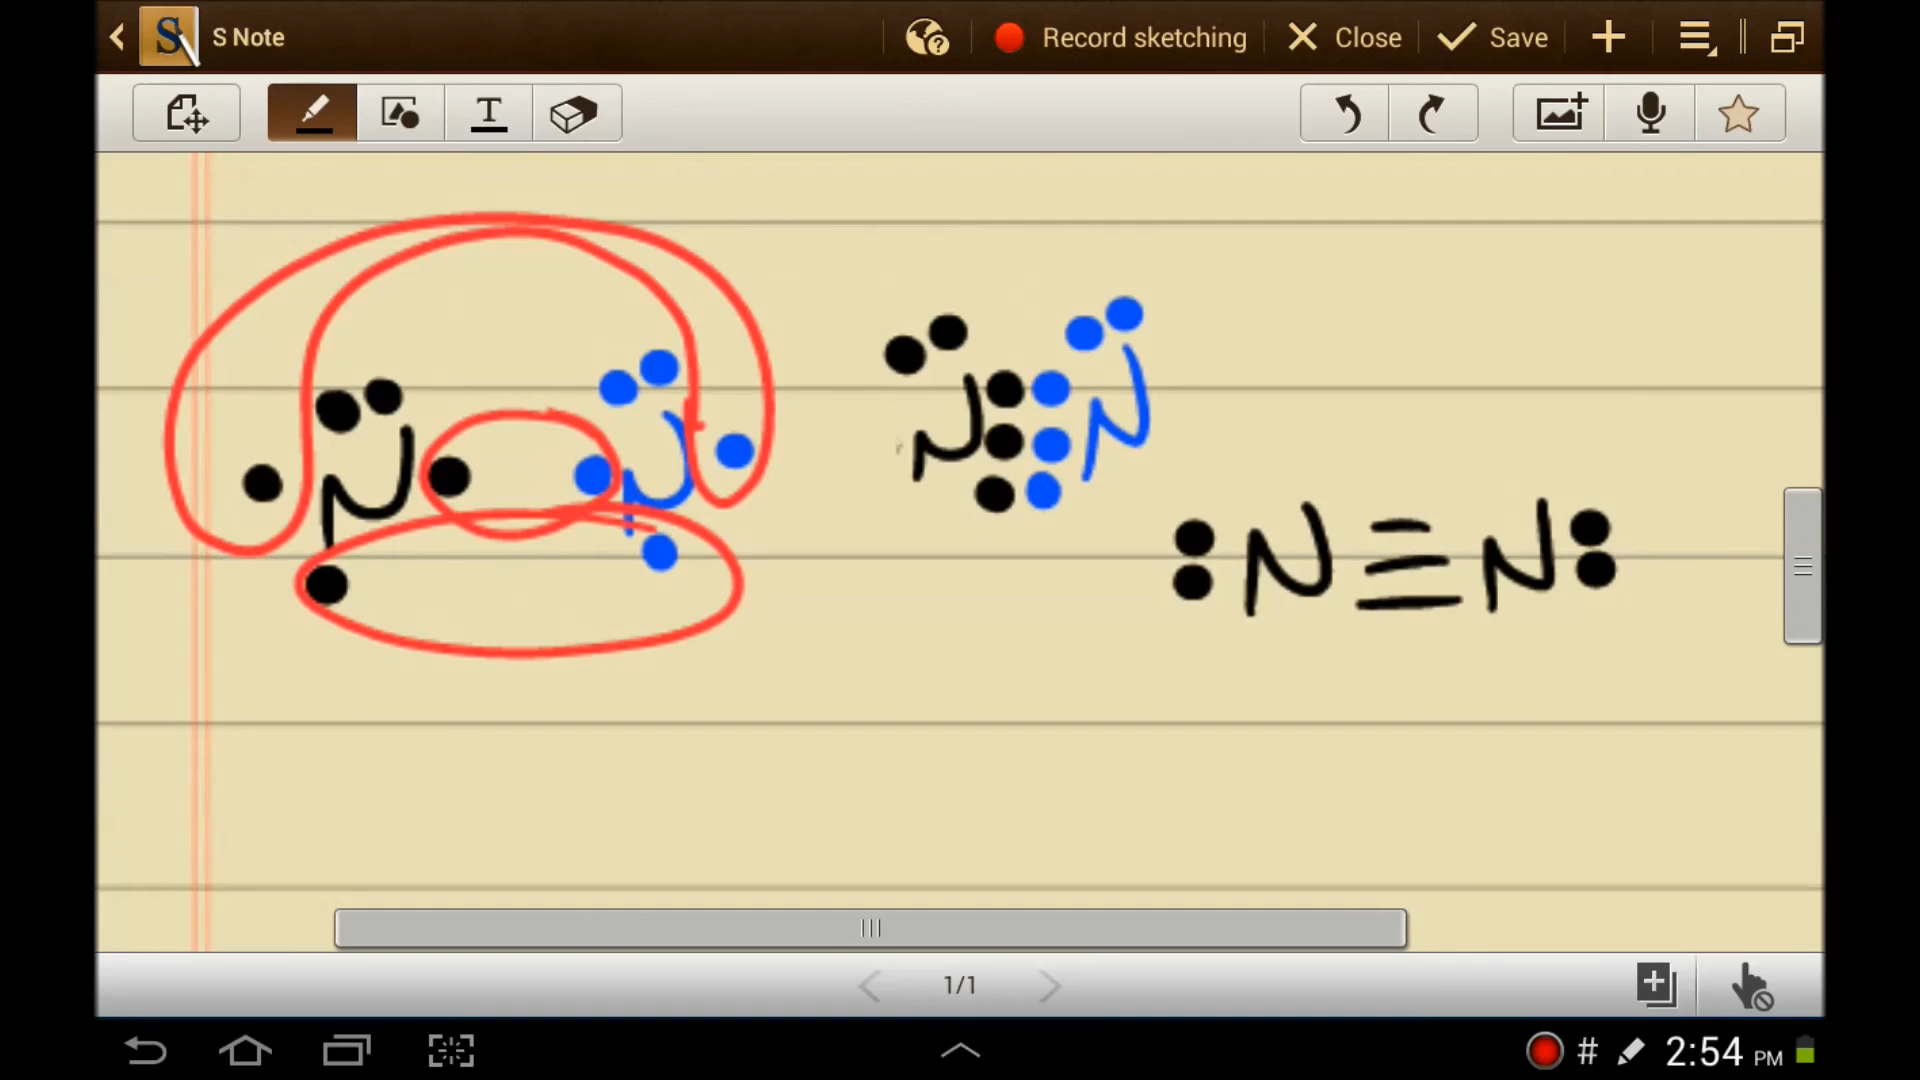 S Note
Record sketching
Close
Save
T
N N
N N
N ≡ N
1/1
# 2:54 PM